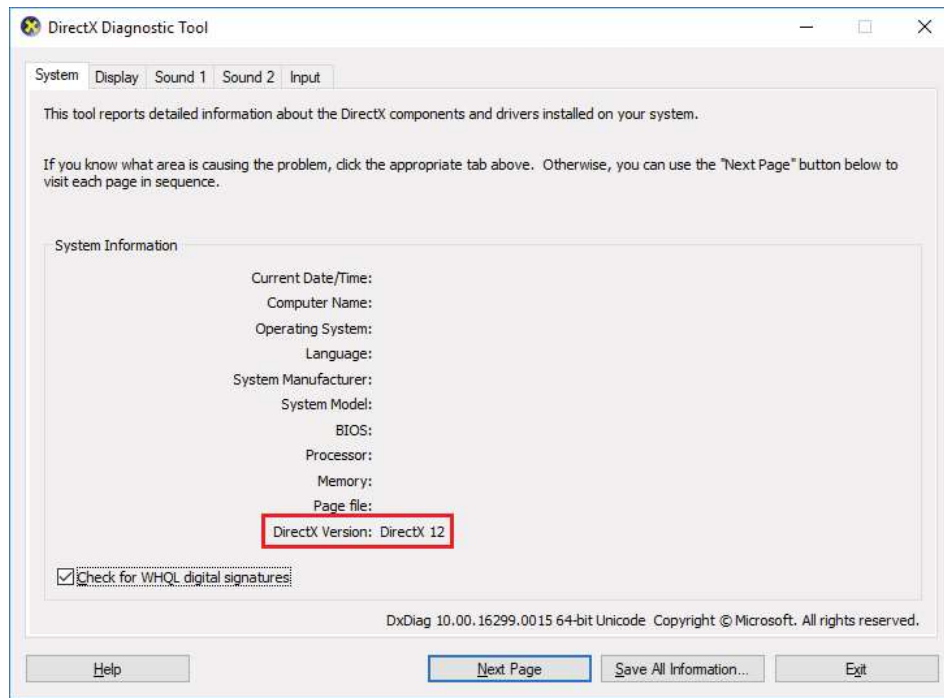 DirectX Diagnostic Tool
System Display Sound 1 Sound 2 Input
This tool reports detailed information about the DirectX components and drivers installed on your system.
If you know what area is causing the problem, click the appropriate tab above.  Otherwise, you can use the "Next Page" button below to
visit each page in sequence.
System Information
Current Date/Time:
Computer Name:
Operating System:
Language:
System Manufacturer:
System Model:
BIOS:
Processor:
Memory:
Page file:
DirectX Version: DirectX 12
Check for WHQL digital signatures
DxDiag 10.00.16299.0015 64-bit Unicode  Copyright © Microsoft. All rights reserved.
Help Next Page Save All Information... Exit